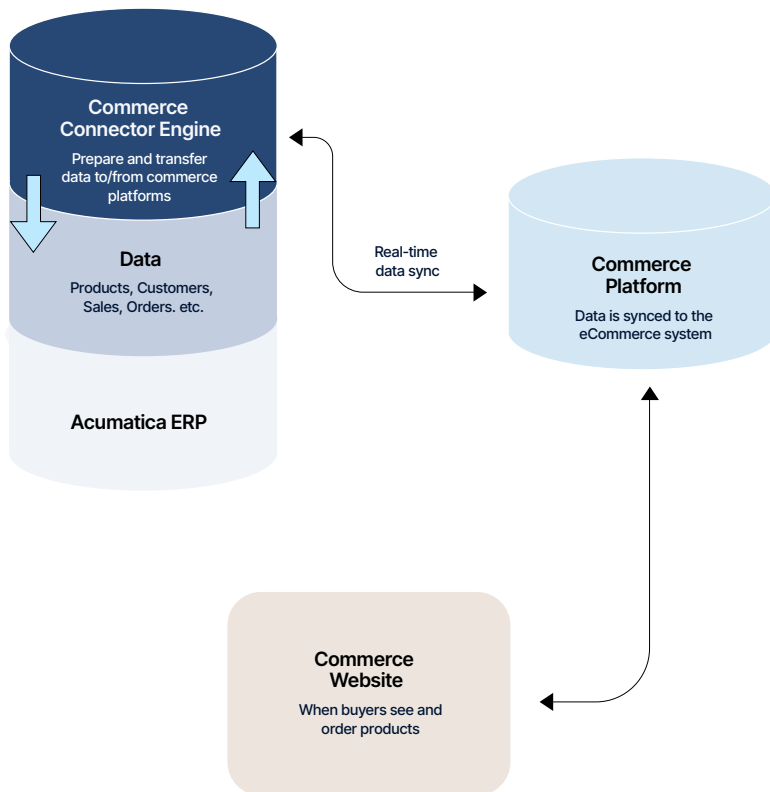 Commerce
Connector Engine
Prepare and transfer
data to/from commerce
platforms
Data
Products, Customers,
Sales, Orders. etc.
Acumatica ERP
Real-time
data sync
Commerce
Platform
Data is synced to the
eCommerce system
Commerce
Website
When buyers see and
order products